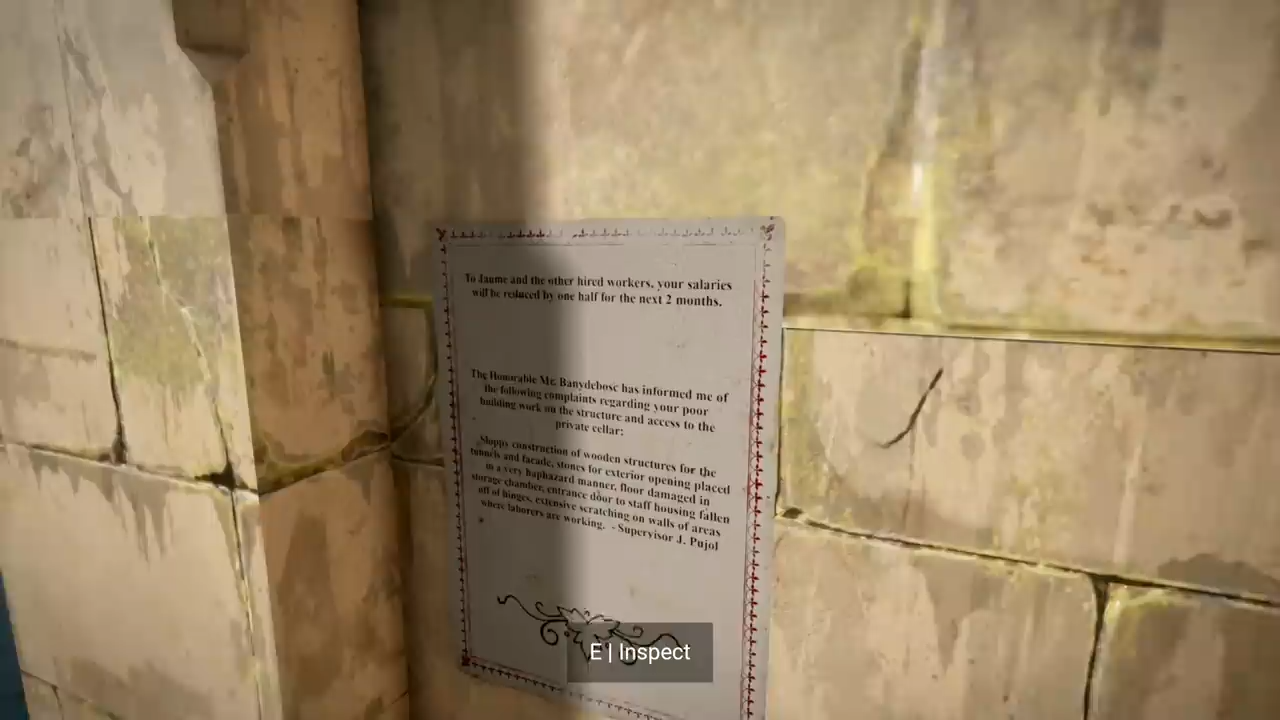 To Jaume and the other hired workers, your salaries
will be reduced by one half for the next 2 months.
The Honorable Mr. Banydebosc has informed me of
the following complaints regarding your poor
building work on the structure and access to the
private cellar:
Sloppy construction of wooden structures for the
tunnels and facade, stones for exterior opening placed
in a very haphazard manner, floor damaged in
storage chamber, entrance door to staff housing fallen
off of hinges, extensive scratching on walls of areas
where laborers are working. - Supervisor J. Pujol
E | Inspect